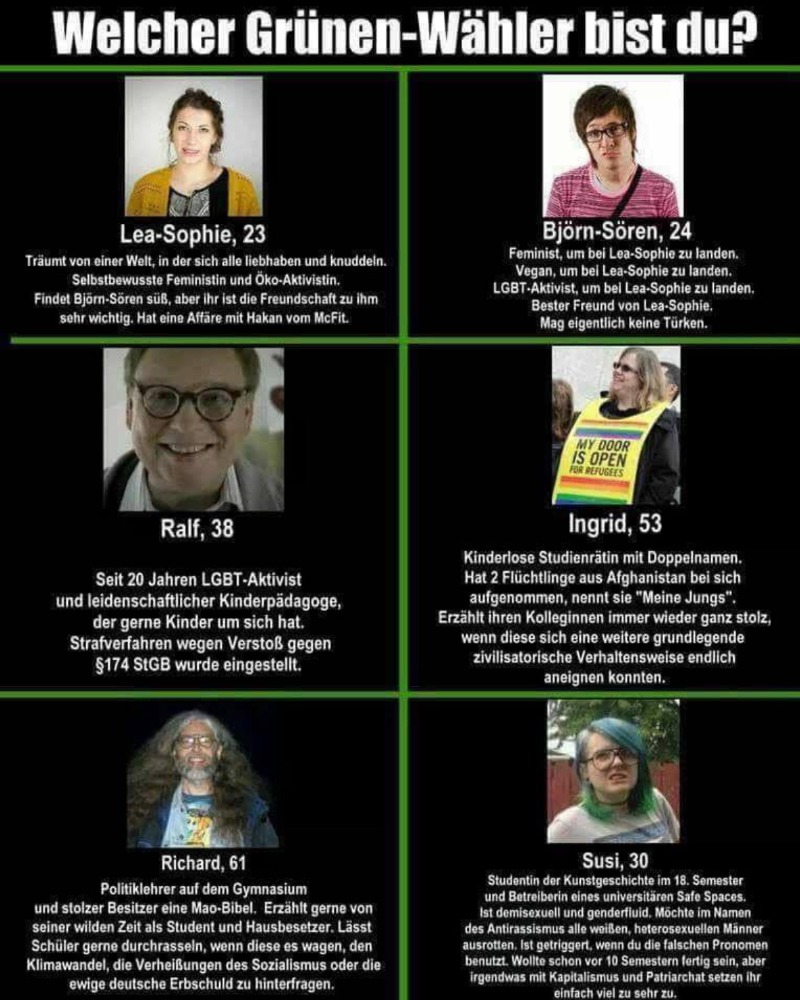 Welcher Grünen-Wähler bist du?
Lea-Sophie, 23
Träumt von einer Welt, in der sich alle liebhaben und knuddeln.
Selbstbewusste Feministin und Öko-Aktivistin.
Findet Björn-Sören süß, aber ihr ist die Freundschaft zu ihm
sehr wichtig. Hat eine Affäre mit Hakan vom McFit.
Björn-Sören, 24
Feminist, um bei Lea-Sophie zu landen.
Vegan, um bei Lea-Sophie zu landen.
LGBT-Aktivist, um bei Lea-Sophie zu landen.
Bester Freund von Lea-Sophie.
Mag eigentlich keine Türken.
Ralf, 38
Seit 20 Jahren LGBT-Aktivist
und leidenschaftlicher Kinderpädagoge,
der gerne Kinder um sich hat.
Strafverfahren wegen Verstoß gegen
§174 StGB wurde eingestellt.
MY DOOR
IS OPEN
FOR REFUGEES
Ingrid, 53
Kinderlose Studienrätin mit Doppelnamen.
Hat 2 Flüchtlinge aus Afghanistan bei sich
aufgenommen, nennt sie "Meine Jungs".
Erzählt ihren Kolleginnen immer wieder ganz stolz,
wenn diese sich eine weitere grundlegende
zivilisatorische Verhaltensweise endlich
aneignen konnten.
Richard, 61
Politiklehrer auf dem Gymnasium
und stolzer Besitzer eine Mao-Bibel. Erzählt gerne von
seiner wilden Zeit als Student und Hausbesetzer. Lässt
Schüler gerne durchrasseln, wenn diese es wagen, den
Klimawandel, die Verheißungen des Sozialismus oder die
ewige deutsche Erbschuld zu hinterfragen.
Susi, 30
Studentin der Kunstgeschichte im 18. Semester
und Betreiberin eines universitären Safe Spaces.
Ist demisexuell und genderfluid. Möchte im Namen
des Antirassismus alle weißen, heterosexuellen Männer
ausrotten. Ist getriggert, wenn du die falschen Pronomen
benutzt. Wollte schon vor 10 Semestern fertig sein, aber
irgendwas mit Kapitalismus und Patriarchat setzen ihr
einfach viel zu sehr zu.